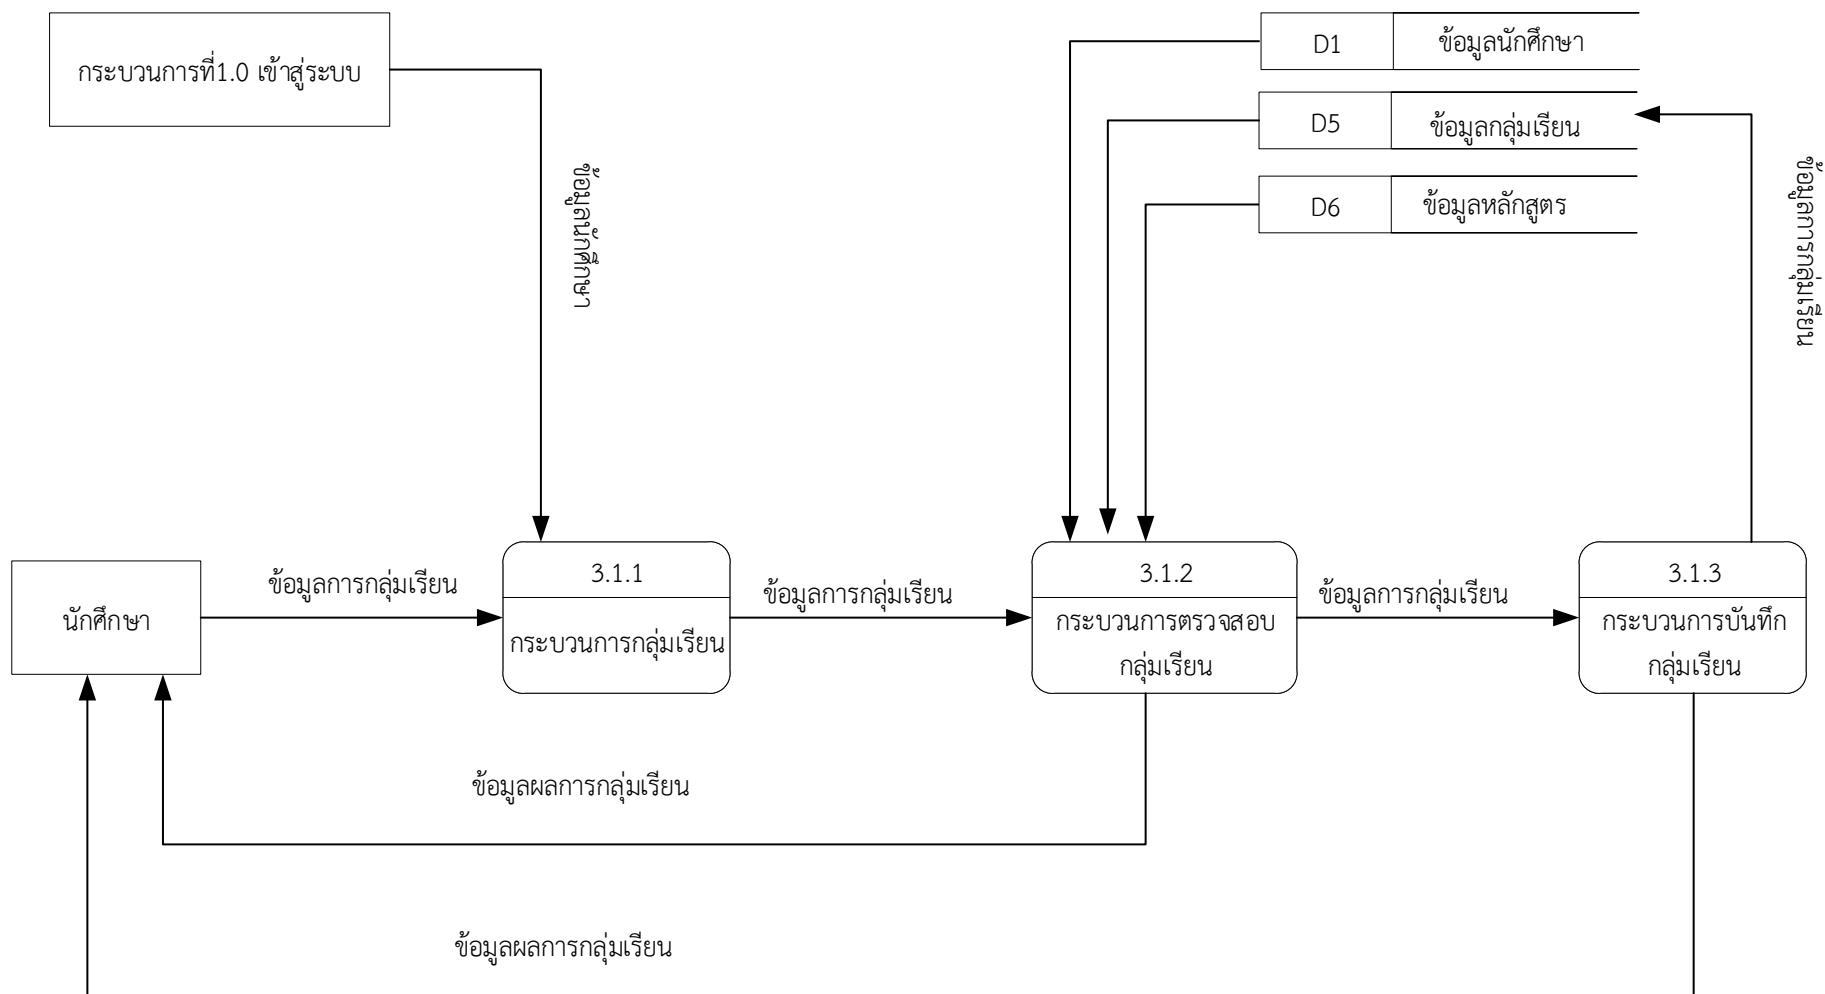 กระบวนการที่1.0 เข้าสู่ระบบ
D1
ข้อมูลนักศึกษา
D5
ข้อมูลกลุ่มเรียน
D6
ข้อมูลหลักสูตร
ข้อมูลนักศึกษา
ข้อมูลการกลุ่มเรียน
นักศึกษา
ข้อมูลการกลุ่มเรียน
3.1.1
กระบวนการกลุ่มเรียน
ข้อมูลการกลุ่มเรียน
3.1.2
กระบวนการตรวจสอบ
กลุ่มเรียน
ข้อมูลการกลุ่มเรียน
3.1.3
กระบวนการบันทึก
กลุ่มเรียน
ข้อมูลผลการกลุ่มเรียน
ข้อมูลผลการกลุ่มเรียน